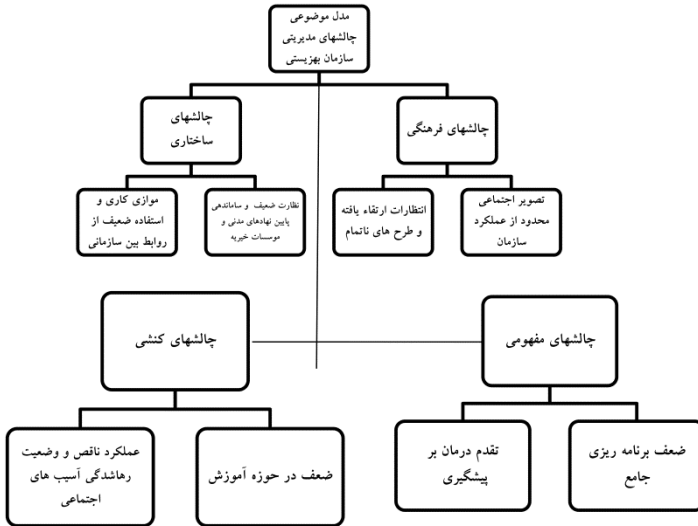 مدل موضوعی
چالشهای مدیریتی
سازمان بهزیستی
چالشهای فرهنگی
چالشهای
ساختاری
تصویر اجتماعی
محدود از عملکرد
سازمان
انتظارات ارتقاء یافته
و طرح های ناتمام
نظارت ضعیف و ساماندهی
پایین نهادهای مدنی و
موسسات خیریه
موازی کاری و
استفاده ضعیف از
روابط بین سازمانی
چالشهای مفهومی
چالشهای کنشی
ضعف برنامه ریزی
جامع
تقدم درمان بر
پیشگیری
ضعف در حوزه آموزش
عملکرد ناقص و وضعیت
رهاشدگی آسیب های
اجتماعی